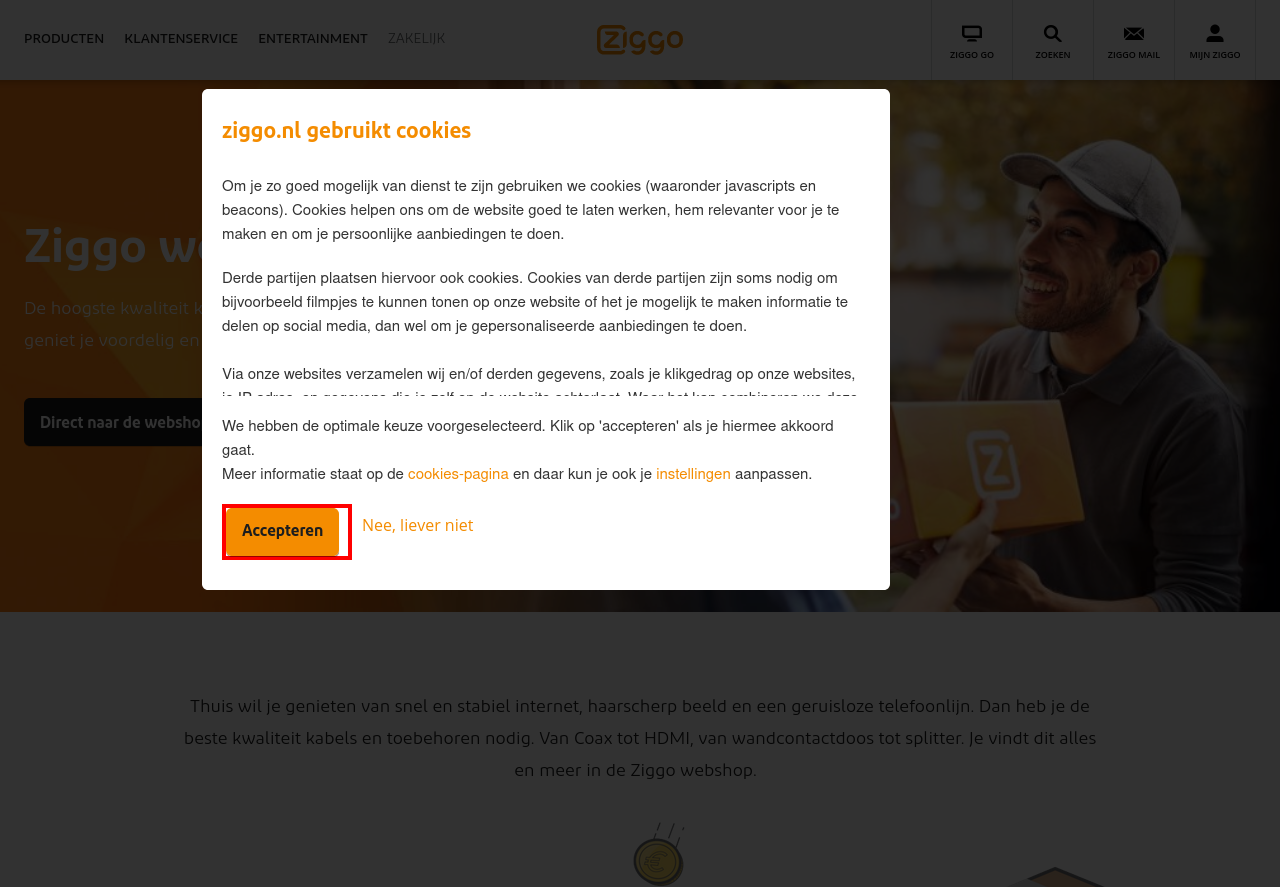 PRODUCTEN KLANTENSERVICE ENTERTAINMENT ZAKELIJK
ziggo
ZIGGO GO ZOEKEN ZIGGO MAIL MIJN ZIGGO
ziggo.nl gebruikt cookies
Om je zo goed mogelijk van dienst te zijn gebruiken we cookies (waaronder javascripts en
beacons). Cookies helpen ons om de website goed te laten werken, hem relevanter voor je te
maken en om je persoonlijke aanbiedingen te doen.
Derde partijen plaatsen hiervoor ook cookies. Cookies van derde partijen zijn soms nodig om
bijvoorbeeld filmpjes te kunnen tonen op onze website of het je mogelijk te maken informatie te
delen op social media, dan wel om je gepersonaliseerde aanbiedingen te doen.
Via onze websites verzamelen wij en/of derden gegevens, zoals je klikgedrag op onze websites,
We hebben de optimale keuze voorgeselecteerd. Klik op 'accepteren' als je hiermee akkoord
gaat.
Meer informatie staat op de cookies-pagina en daar kun je ook je instellingen aanpassen.
Accepteren Nee, liever niet
Ziggo
De hoogste kwaliteit
geniet je voordelig en
Direct naar de
Thuis wil je genieten van snel en stabiel internet, haarscherp beeld en een geruisloze telefoonlijn. Dan heb je de
beste kwaliteit kabels en toebehoren nodig. Van Coax tot HDMI, van wandcontactdoos tot splitter. Je vindt dit alles
en meer in de Ziggo webshop.